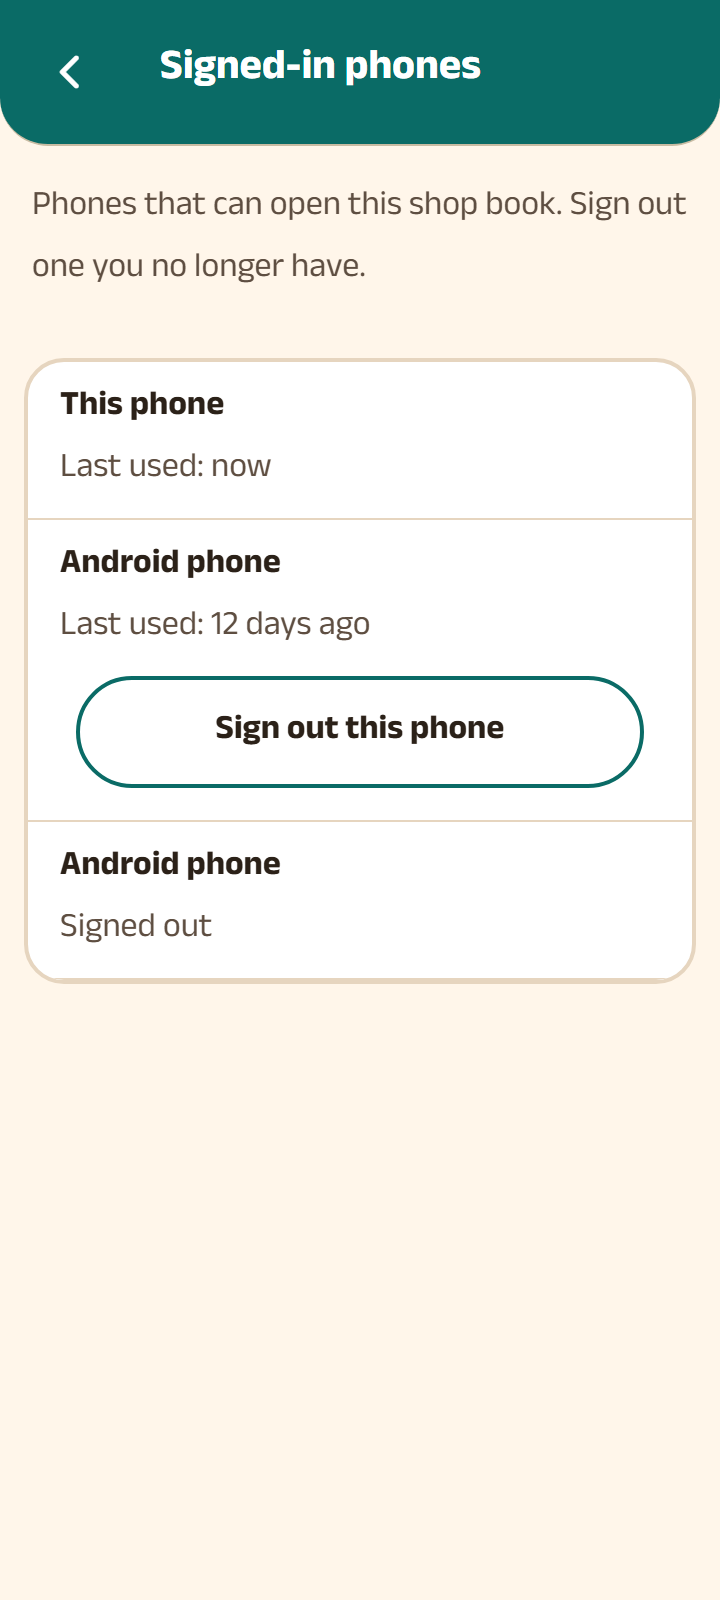 Signed-in phones
Phones that can open this shop book. Sign out
one you no longer have.
This phone
Last used: now
Android phone
Last used: 12 days ago
Sign out this phone
Android phone
Signed out